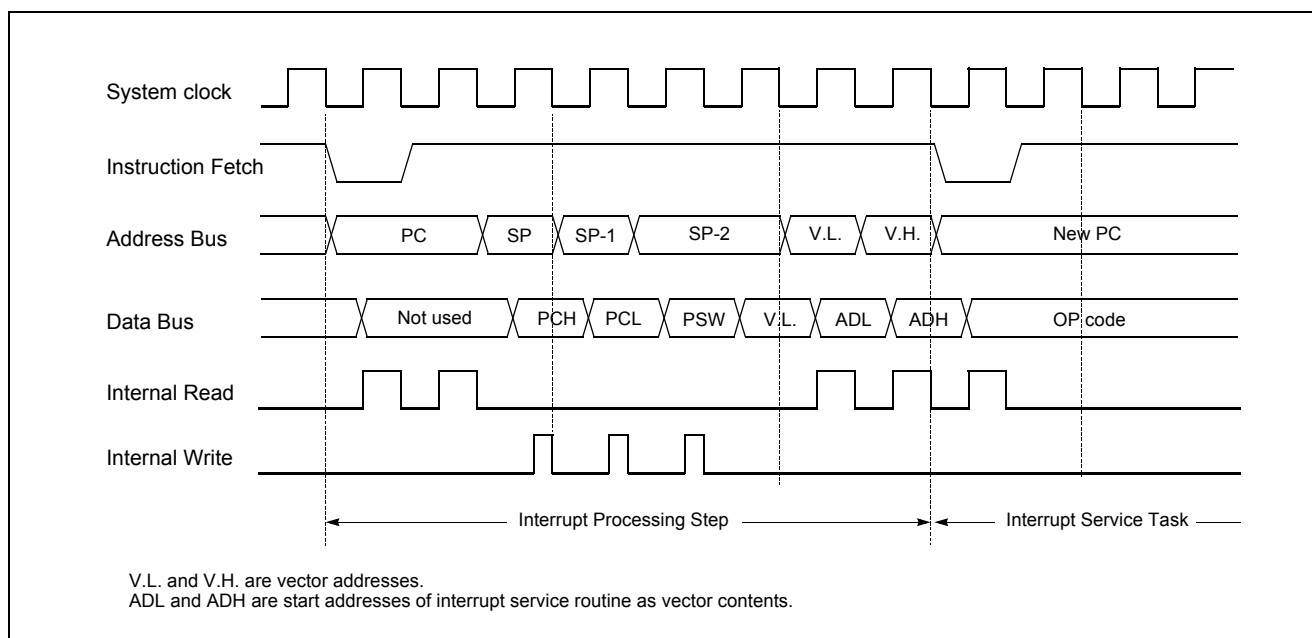 System clock
Instruction Fetch
Address Bus PC SP SP-1 SP-2 V.L. V.H. New PC
Data Bus Not used PCH PCL PSW V.L. ADL ADH OP code
Internal Read
Internal Write
Interrupt Processing Step Interrupt Service Task
V.L. and V.H. are vector addresses.
ADL and ADH are start addresses of interrupt service routine as vector contents.